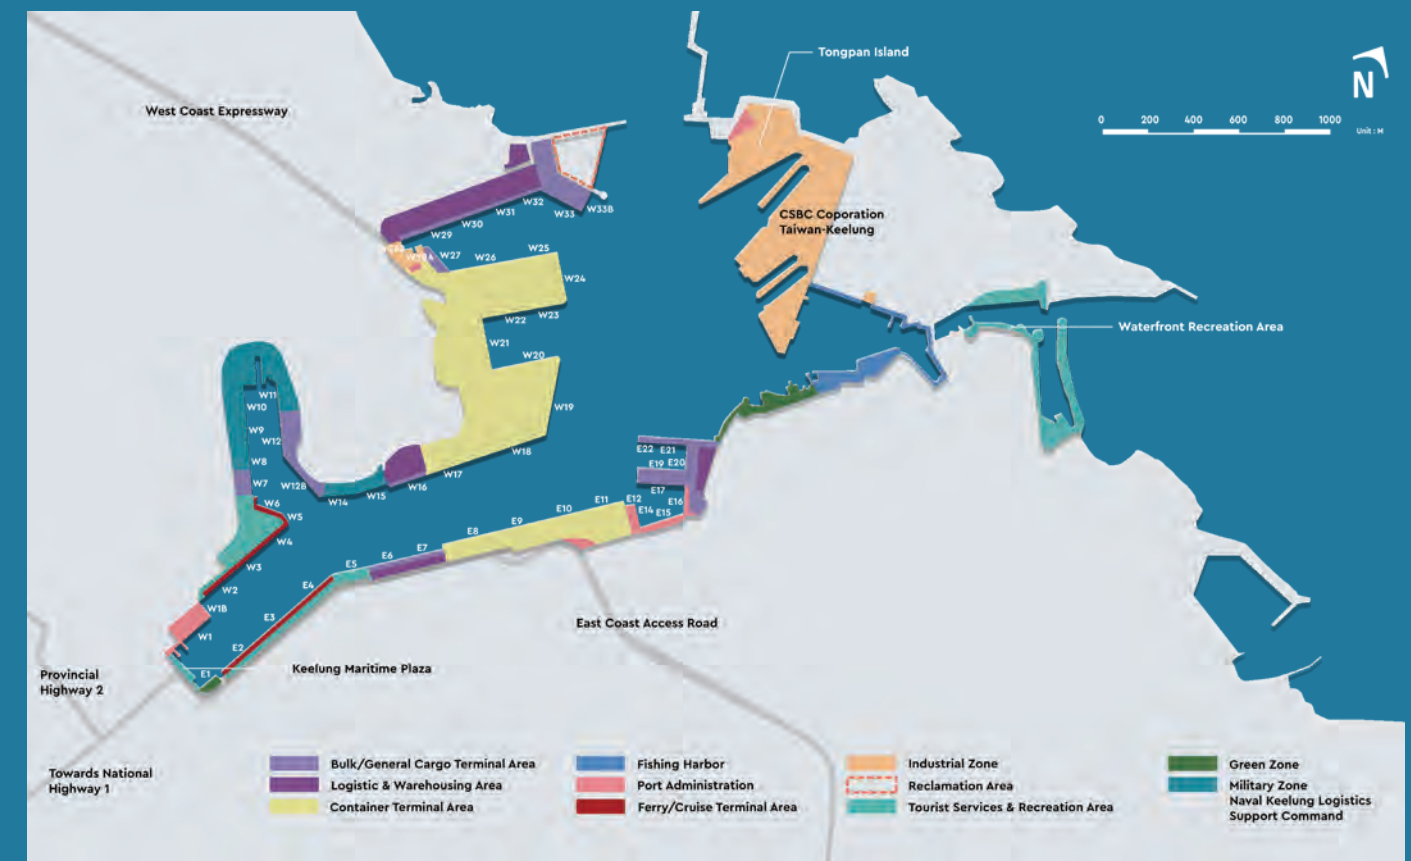 Tongpan Island
N
West Coast Expressway
0 200 400 600 800 1000
Unit : M
W33B
W33
W32
W31
W30
W29
W27
W26
W25
W24
W23
W22
W21
W20
W19
W18
W17
W16
W15
W14
W12B
W12
W11
W10
W9
W8
W7
W6
W5
W4
W3
W2
W1B
W1
CSBC Coporation
Taiwan-Keelung
Waterfront Recreation Area
E22 E21
E19 E20
E17
E16
E15
E14
E12
E11
E10
E9
E8
E7
E6
E5
E4
E3
E2
E1
East Coast Access Road
Keelung Maritime Plaza
Provincial
Highway 2
Towards National
Highway 1
Bulk/General Cargo Terminal Area
Logistic & Warehousing Area
Container Terminal Area
Fishing Harbor
Port Administration
Ferry/Cruise Terminal Area
Industrial Zone
Reclamation Area
Tourist Services & Recreation Area
Green Zone
Military Zone
Naval Keelung Logistics
Support Command